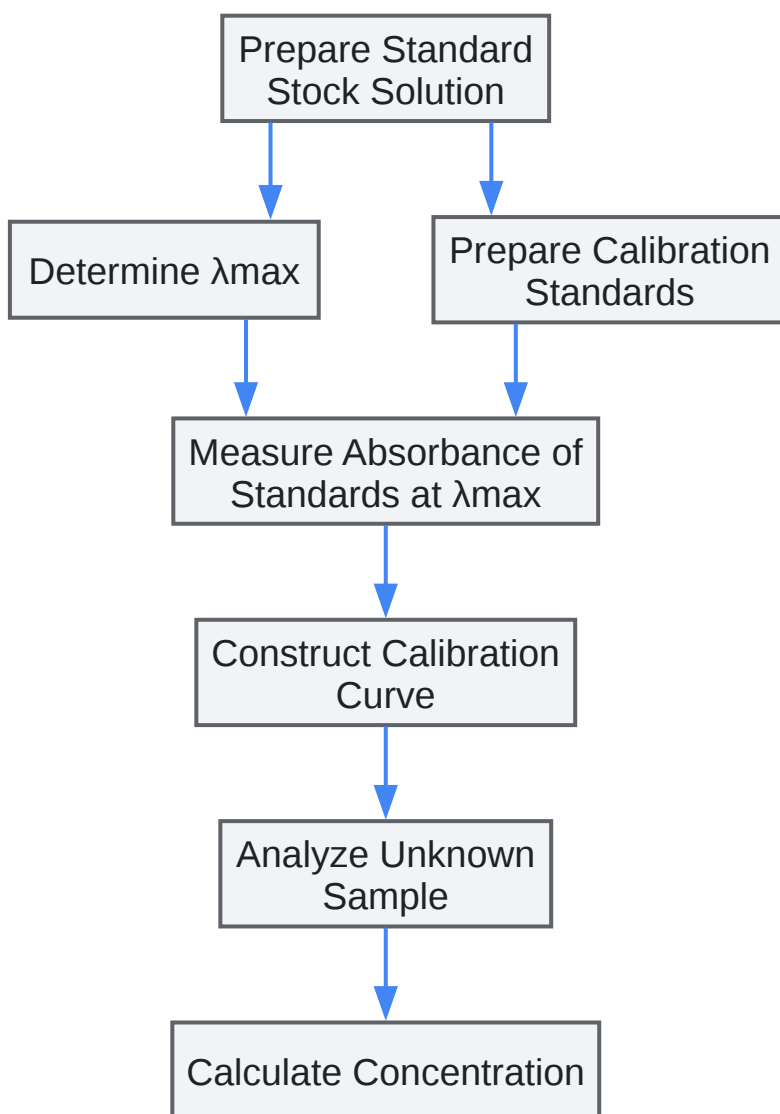 Prepare Standard
Stock Solution
Determine λmax
Prepare Calibration
Standards
Measure Absorbance of
Standards at λmax
Construct Calibration
Curve
Analyze Unknown
Sample
Calculate Concentration